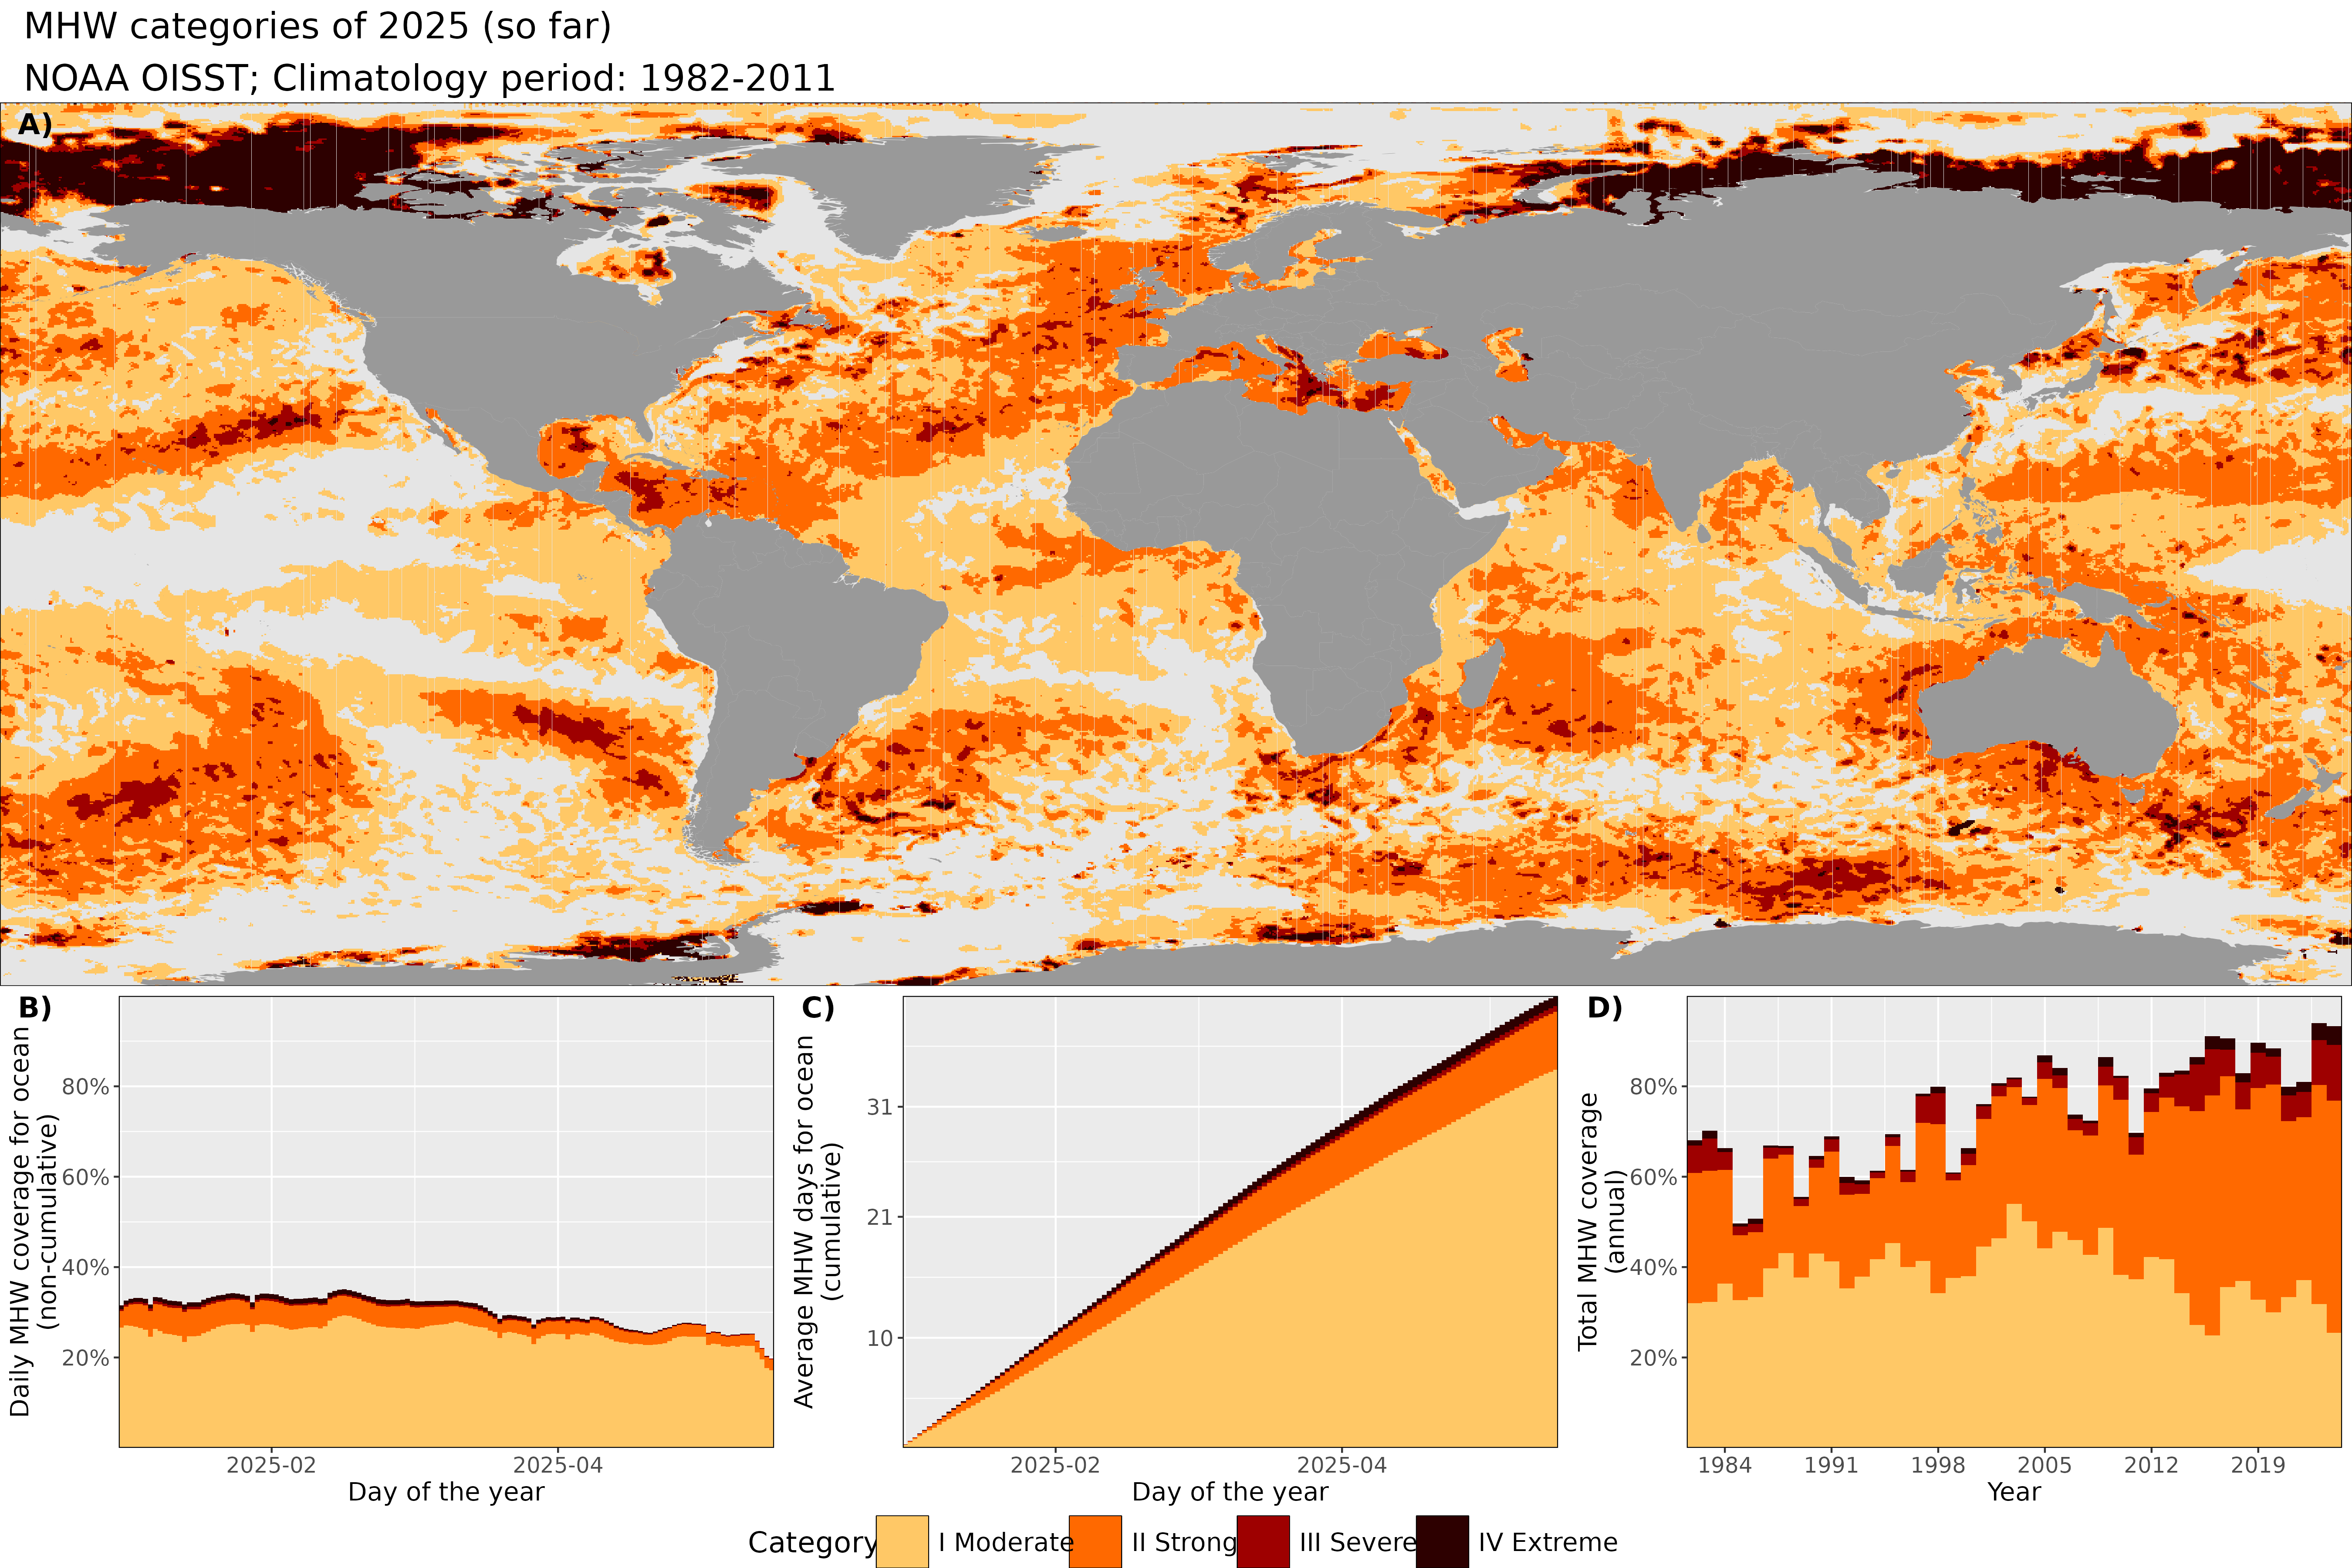 MHW categories of 2025 (so far)
NOAA OISST; Climatology period: 1982-2011
A)
B)
Daily MHW coverage for ocean
(non-cumulative)
80%
60%
40%
20%
2025-02
2025-04
Day of the year
C)
Average MHW days for ocean
(cumulative)
31
21
10
2025-02
2025-04
Day of the year
D)
Total MHW coverage
(annual)
80%
60%
40%
20%
1984
1991
1998
2005
2012
2019
Year
Category
I Moderate
II Strong
III Severe
IV Extreme